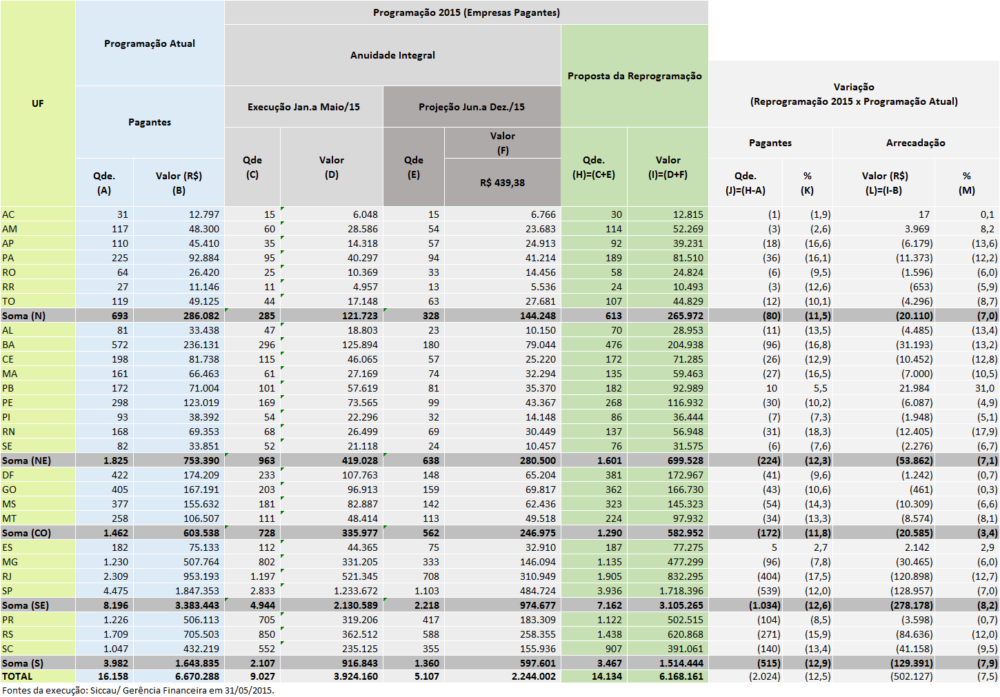 Programação 2015 (Empresas Pagantes)
Programação Atual
Anuidade Integral
Proposta da Reprogramação
Variação
(Reprogramação 2015 x Programação Atual)
UF
Execução Jan.a Maio/15
Projeção Jun.a Dez./15
Pagantes
Valor
(F)
Pagantes
Arrecadação
Qde.
(A)
Valor (R$)
(B)
Qde
(C)
Valor
(D)
Qde
(E)
R$ 439,38
Qde.
(H)=(C+E)
Valor
(I)=(D+F)
Qde.
(J)=(H-A)
%
(K)
Valor (R$)
(L)=(I-B)
%
(M)
AC 31 12.797 15 6.048 15 6.766 30 12.815 (1) (1,9) 17 0,1
AM 117 48.300 60 28.586 54 23.683 114 52.269 (3) (2,6) 3.969 8,2
AP 110 45.410 35 14.318 57 24.913 92 39.231 (18) (16,6) (6.179) (13,6)
PA 225 92.884 95 40.297 94 41.214 189 81.510 (36) (16,1) (11.373) (12,2)
RO 64 26.420 25 10.369 33 14.456 58 24.824 (6) (9,5) (1.596) (6,0)
RR 27 11.146 11 4.957 13 5.536 24 10.493 (3) (12,6) (653) (5,9)
TO 119 49.125 44 17.148 63 27.681 107 44.829 (12) (10,1) (4.296) (8,7)
Soma (N) 693 286.082 285 121.723 328 144.248 613 265.972 (80) (11,5) (20.110) (7,0)
AL 81 33.438 47 18.803 23 10.150 70 28.953 (11) (13,5) (4.485) (13,4)
BA 572 236.131 296 125.894 180 79.044 476 204.938 (96) (16,8) (31.193) (13,2)
CE 198 81.738 115 46.065 57 25.220 172 71.285 (26) (12,9) (10.452) (12,8)
MA 161 66.463 61 27.169 74 32.294 135 59.463 (27) (16,5) (7.000) (10,5)
PB 172 71.004 101 57.619 81 35.370 182 92.989 10 5,5 21.984 31,0
PE 298 123.019 169 73.565 99 43.367 268 116.932 (30) (10,2) (6.087) (4,9)
PI 93 38.392 54 22.296 32 14.148 86 36.444 (7) (7,3) (1.948) (5,1)
RN 168 69.353 68 26.499 69 30.449 137 56.948 (31) (18,3) (12.405) (17,9)
SE 82 33.851 52 21.118 24 10.457 76 31.575 (6) (7,6) (2.276) (6,7)
Soma (NE) 1.825 753.390 963 419.028 638 280.500 1.601 699.528 (224) (12,3) (53.862) (7,1)
DF 422 174.209 233 107.763 148 65.204 381 172.967 (41) (9,6) (1.242) (0,7)
GO 405 167.191 203 96.913 159 69.817 362 166.730 (43) (10,6) (461) (0,3)
MS 377 155.632 181 82.887 142 62.436 323 145.323 (54) (14,3) (10.309) (6,6)
MT 258 106.507 111 48.414 113 49.518 224 97.932 (34) (13,3) (8.574) (8,1)
Soma (CO) 1.462 603.538 728 335.977 562 246.975 1.290 582.952 (172) (11,8) (20.585) (3,4)
ES 182 75.133 112 44.365 75 32.910 187 77.275 5 2,7 2.142 2,9
MG 1.230 507.764 802 331.205 333 146.094 1.135 477.299 (96) (7,8) (30.465) (6,0)
RJ 2.309 953.193 1.197 521.345 708 310.949 1.905 832.295 (404) (17,5) (120.898) (12,7)
SP 4.475 1.847.353 2.833 1.233.672 1.103 484.724 3.936 1.718.396 (539) (12,0) (128.957) (7,0)
Soma (SE) 8.196 3.383.443 4.944 2.130.589 2.218 974.677 7.162 3.105.265 (1.034) (12,6) (278.178) (8,2)
PR 1.226 506.113 705 319.206 417 183.309 1.122 502.515 (104) (8,5) (3.598) (0,7)
RS 1.709 705.503 850 362.512 588 258.355 1.438 620.868 (271) (15,9) (84.636) (12,0)
SC 1.047 432.219 552 235.125 355 155.936 907 391.061 (140) (13,4) (41.158) (9,5)
Soma (S) 3.982 1.643.835 2.107 916.843 1.360 597.601 3.467 1.514.444 (515) (12,9) (129.391) (7,9)
TOTAL 16.158 6.670.288 9.027 3.924.160 5.107 2.244.002 14.134 6.168.161 (2.024) (12,5) (502.127) (7,5)
Fontes da execução: Siccau/ Gerência Financeira em 31/05/2015.